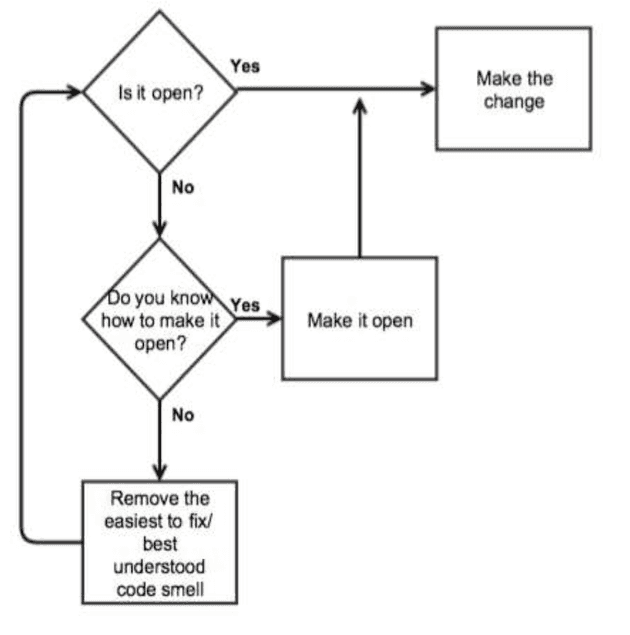 Yes
Is it open?
Make the
change
No
Do you know
how to make it
open?
Yes
Make it open
No
Remove the
easiest to fix/
best
understood
code smell